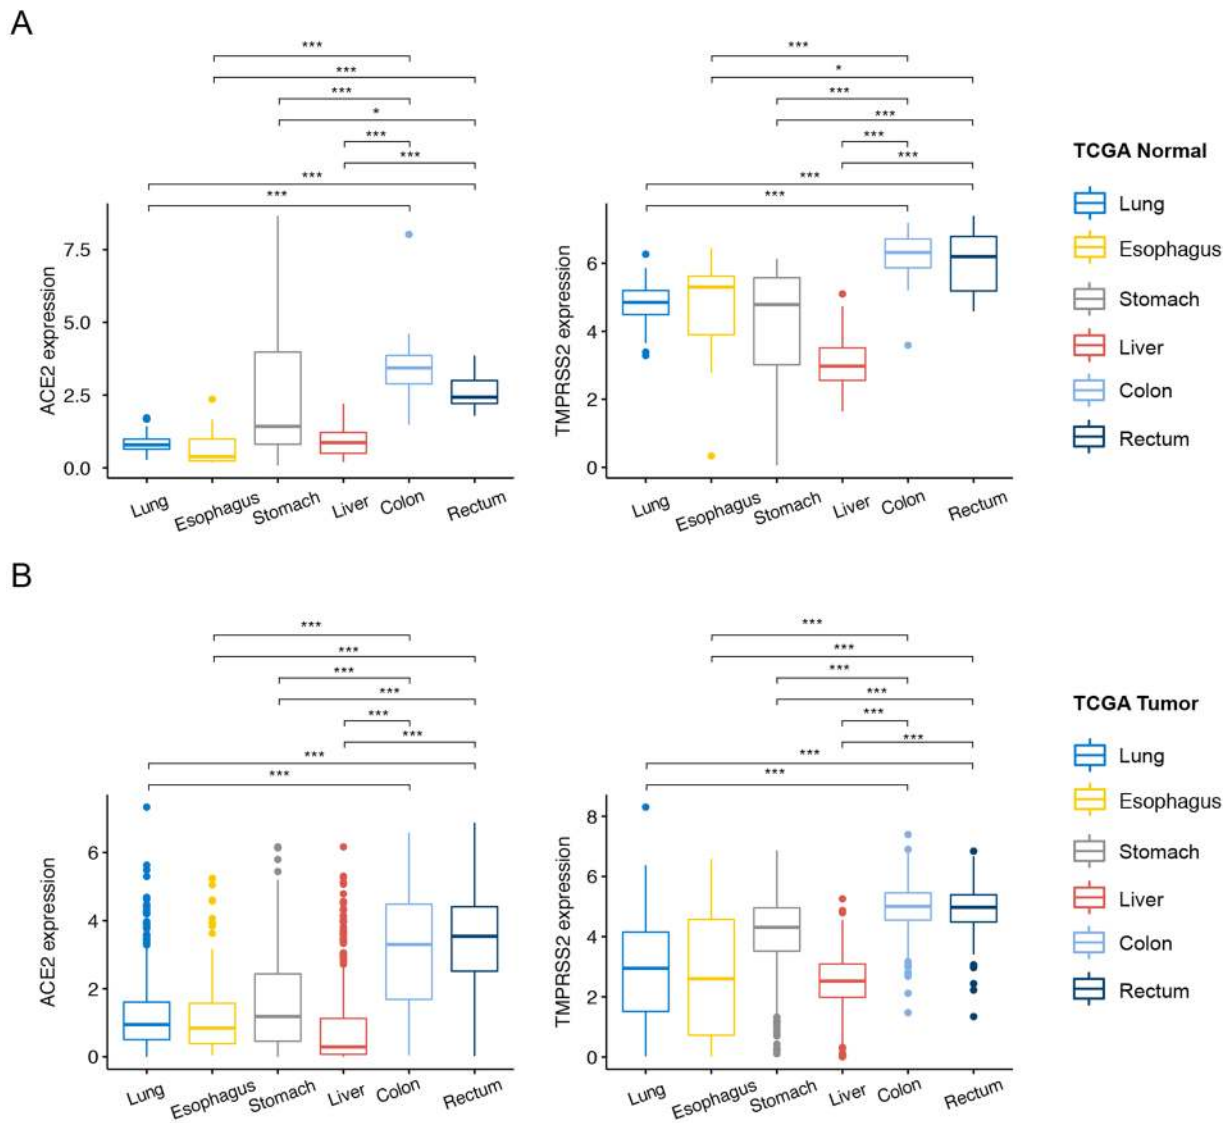 A
***
***
***
*
***
***
***
***
ACE2 expression
7.5
5.0
2.5
0.0
Lung
Esophagus
Stomach
Liver
Colon
Rectum
***
*
***
***
***
***
***
***
TMPRSS2 expression
6
4
2
0
Lung
Esophagus
Stomach
Liver
Colon
Rectum
TCGA Normal
Lung
Esophagus
Stomach
Liver
Colon
Rectum
B
***
***
***
***
***
***
***
***
ACE2 expression
6
4
2
0
Lung
Esophagus
Stomach
Liver
Colon
Rectum
***
***
***
***
***
***
***
***
TMPRSS2 expression
8
6
4
2
0
Lung
Esophagus
Stomach
Liver
Colon
Rectum
TCGA Tumor
Lung
Esophagus
Stomach
Liver
Colon
Rectum